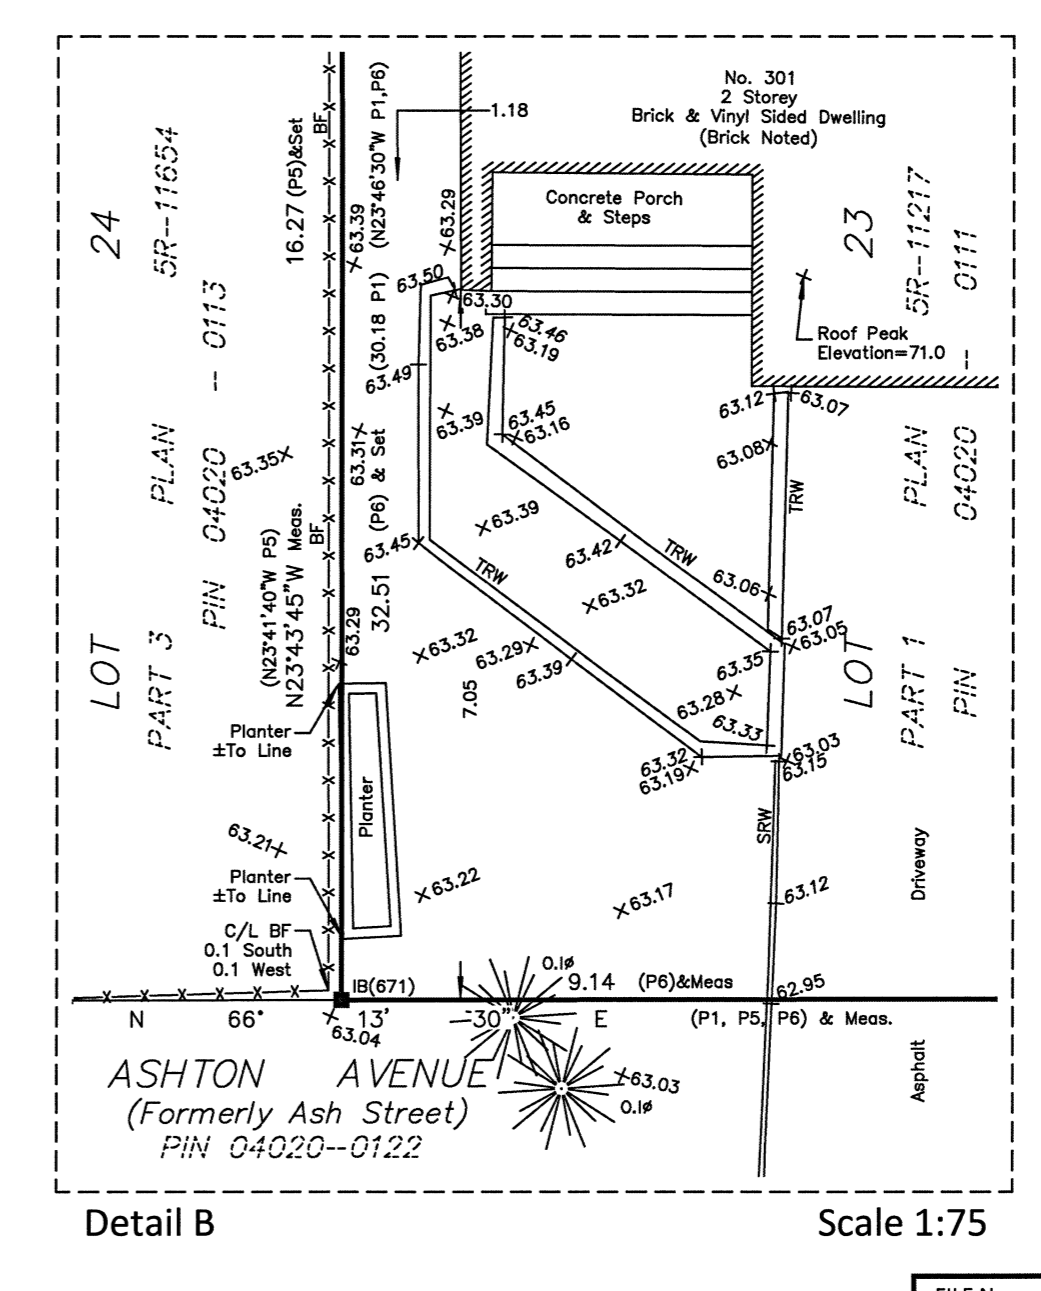 No. 301
2 Storey
Brick & Vinyl Sided Dwelling
(Brick Noted)
1.18
Concrete Porch
& Steps
Roof Peak
Elevation=71.0
LOT 24
PART 3 PLAN 5R--11654
PIN 04020 -- 0113
16.27 (P5)&Set
BF
(N23°46'30"W P1,P6)
63.39
63.29
(30.18 P1)
63.50
63.30
63.38
63.46
63.19
63.49
63.39
63.45
63.16
63.35
63.31
(P6) & Set
32.51
(N23°41'40"W P5)
N23°43'45"W Meas.
BF
63.29
63.45
TRW
63.39
63.42
TRW
63.32
63.32
63.29
63.39
7.05
63.12
63.07
63.08
TRW
63.06
63.07
63.05
63.35
63.28
63.33
63.32
63.19
63.03
63.15
LOT 23
PART 1 PLAN 5R--11217
PIN 04020 -- 0111
Planter
±To Line
Planter
63.21
Planter
±To Line
63.22
63.17
SRW
63.12
Driveway
C/L BF
0.1 South
0.1 West
IB(671)
0.1ø
9.14 (P6)&Meas
62.95
N 66° 13' 30" E (P1, P5, P6) & Meas.
63.04
ASHTON AVENUE
(Formerly Ash Street)
PIN 04020--0122
63.03
0.1ø
Asphalt
Detail B
Scale 1:75